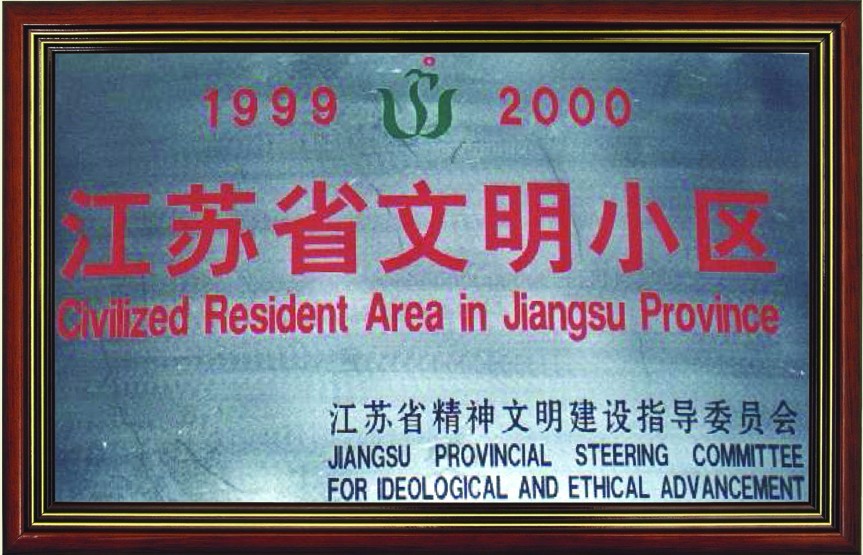 1999 2000
江苏省文明小区
Civilized Resident Area in Jiangsu Province
江苏省精神文明建设指导委员会
JIANGSU PROVINCIAL STEERING COMMITTEE
FOR IDEOLOGICAL AND ETHICAL ADVANCEMENT